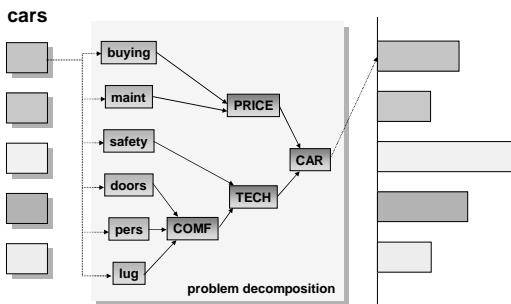 cars
buying
maint
PRICE
safety
CAR
doors
TECH
pers
COMF
lug
problem decomposition